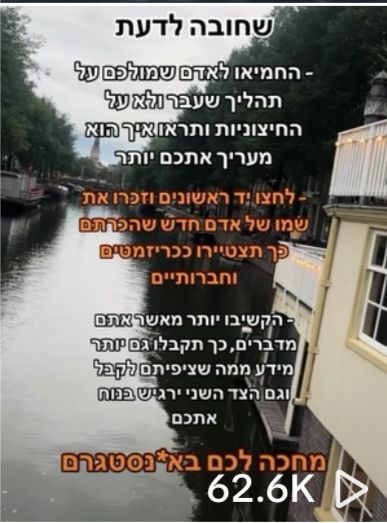 שחובה לדעת
- החמיאו לאדם שמולכם על
תהליך שעבר ולא על
החיצוניות ותראו איך הוא
מעריך אתכם יותר
- לחצו יד ראשונים וזכרו את
שמו של אדם חדש שהכרתם
כך תצטיירו ככריזמטים
וחברותיים
- הקשיבו יותר מאשר אתם
מדברים, כך תקבלו גם יותר
מידע ממה שציפיתם לקבל
וגם הצד השני ירגיש בנוח
אתכם
מחכה לכם בא*נסטגרם
62.6K